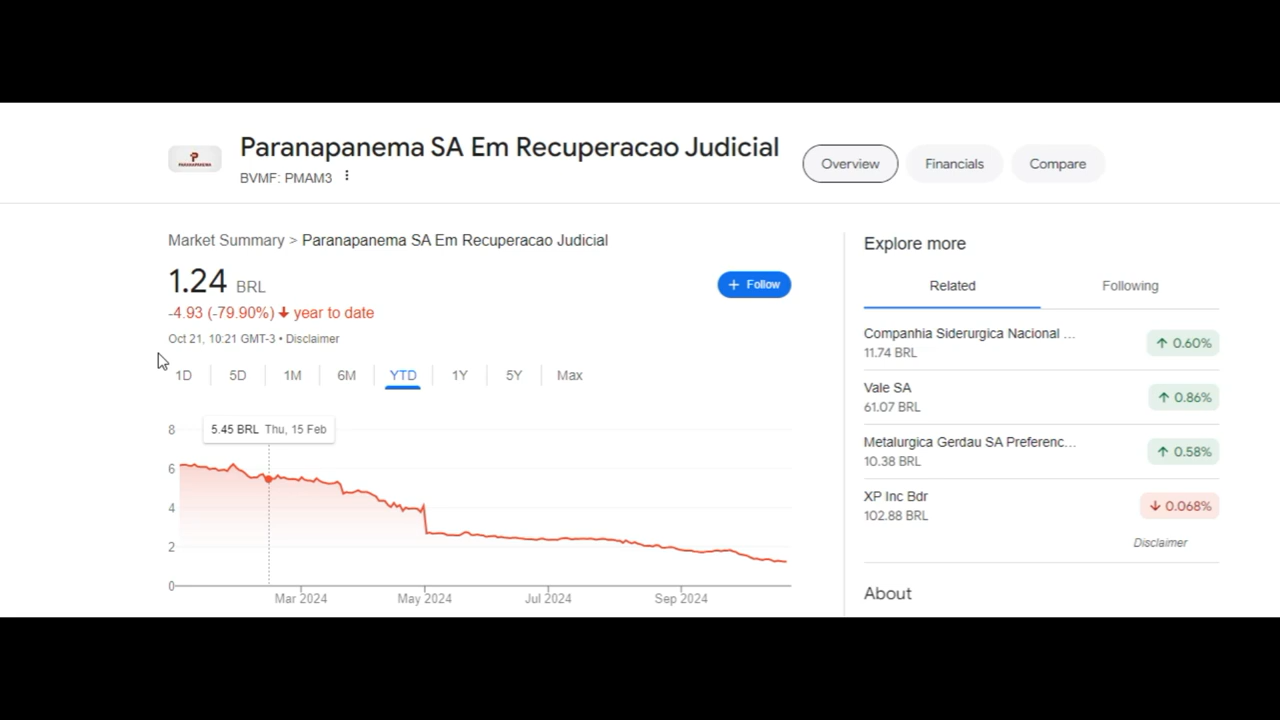 Paranapanema SA Em Recuperacao Judicial
PARANAPANEMA
BVMF: PMAM3
Overview
Financials
Compare
Market Summary > Paranapanema SA Em Recuperacao Judicial
1.24 BRL
+ Follow
-4.93 (-79.90%) ↓ year to date
Oct 21, 10:21 GMT-3 • Disclaimer
1D 5D 1M 6M YTD 1Y 5Y Max
5.45 BRL Thu, 15 Feb
8
6
4
2
0
Mar 2024 May 2024 Jul 2024 Sep 2024
Explore more
Related Following
Companhia Siderurgica Nacional ...
11.74 BRL
↑ 0.60%
Vale SA
61.07 BRL
↑ 0.86%
Metalurgica Gerdau SA Preferenc...
10.38 BRL
↑ 0.58%
XP Inc Bdr
102.88 BRL
↓ 0.068%
Disclaimer
About